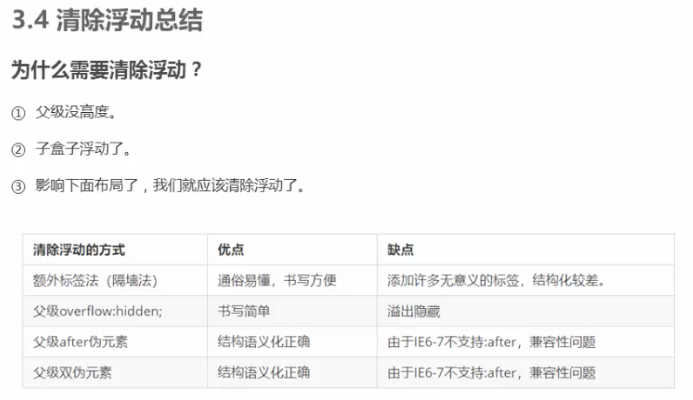 3.4 清除浮动总结
为什么需要清除浮动？
① 父级没高度。
② 子盒子浮动了。
③ 影响下面布局了，我们就应该清除浮动了。
清除浮动的方式 优点 缺点
额外标签法（隔墙法） 通俗易懂，书写方便 添加许多无意义的标签，结构化较差。
父级overflow:hidden; 书写简单 溢出隐藏
父级after伪元素 结构语义化正确 由于IE6-7不支持:after，兼容性问题
父级双伪元素 结构语义化正确 由于IE6-7不支持:after，兼容性问题